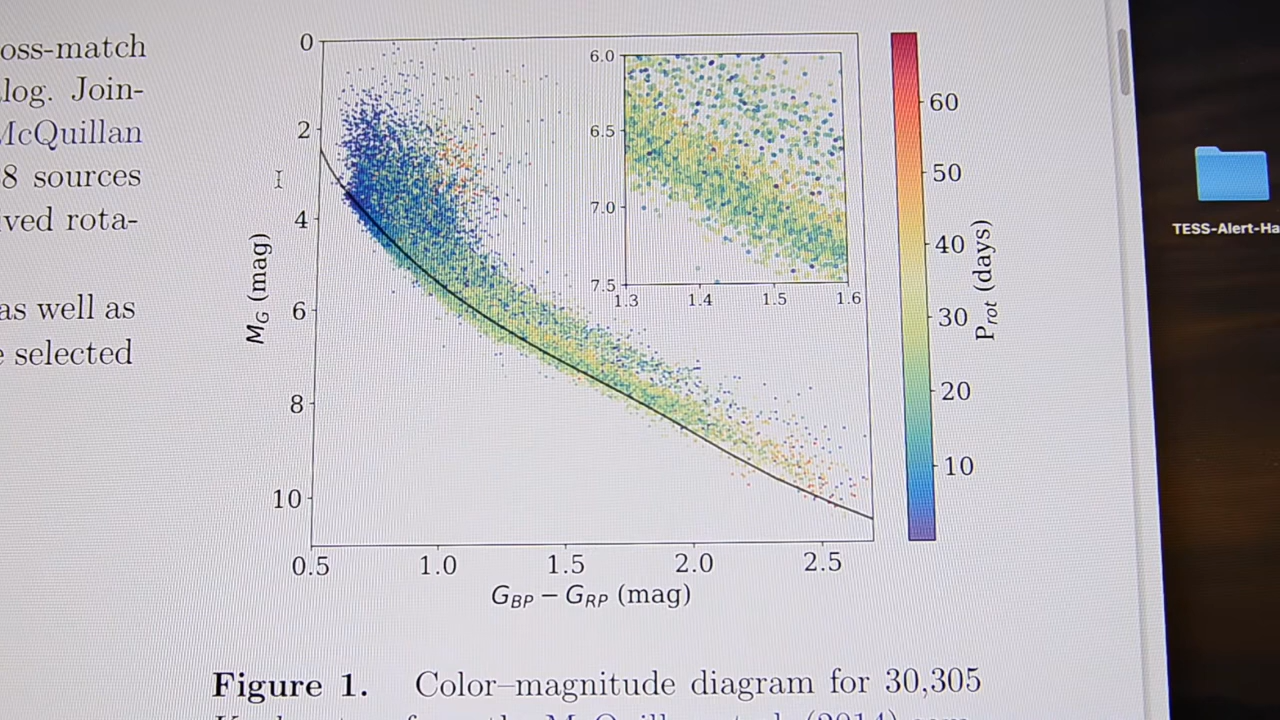 oss-match
log. Join-
McQuillan
8 sources
ived rota-
as well as
e selected
0
2
4
6
8
10
M_G (mag)
0.5 1.0 1.5 2.0 2.5
G_BP − G_RP (mag)
6.0
6.5
7.0
7.5
1.3 1.4 1.5 1.6
60
50
40
30
20
10
P_rot (days)
TESS-Alert-Ha
Figure 1. Color–magnitude diagram for 30,305